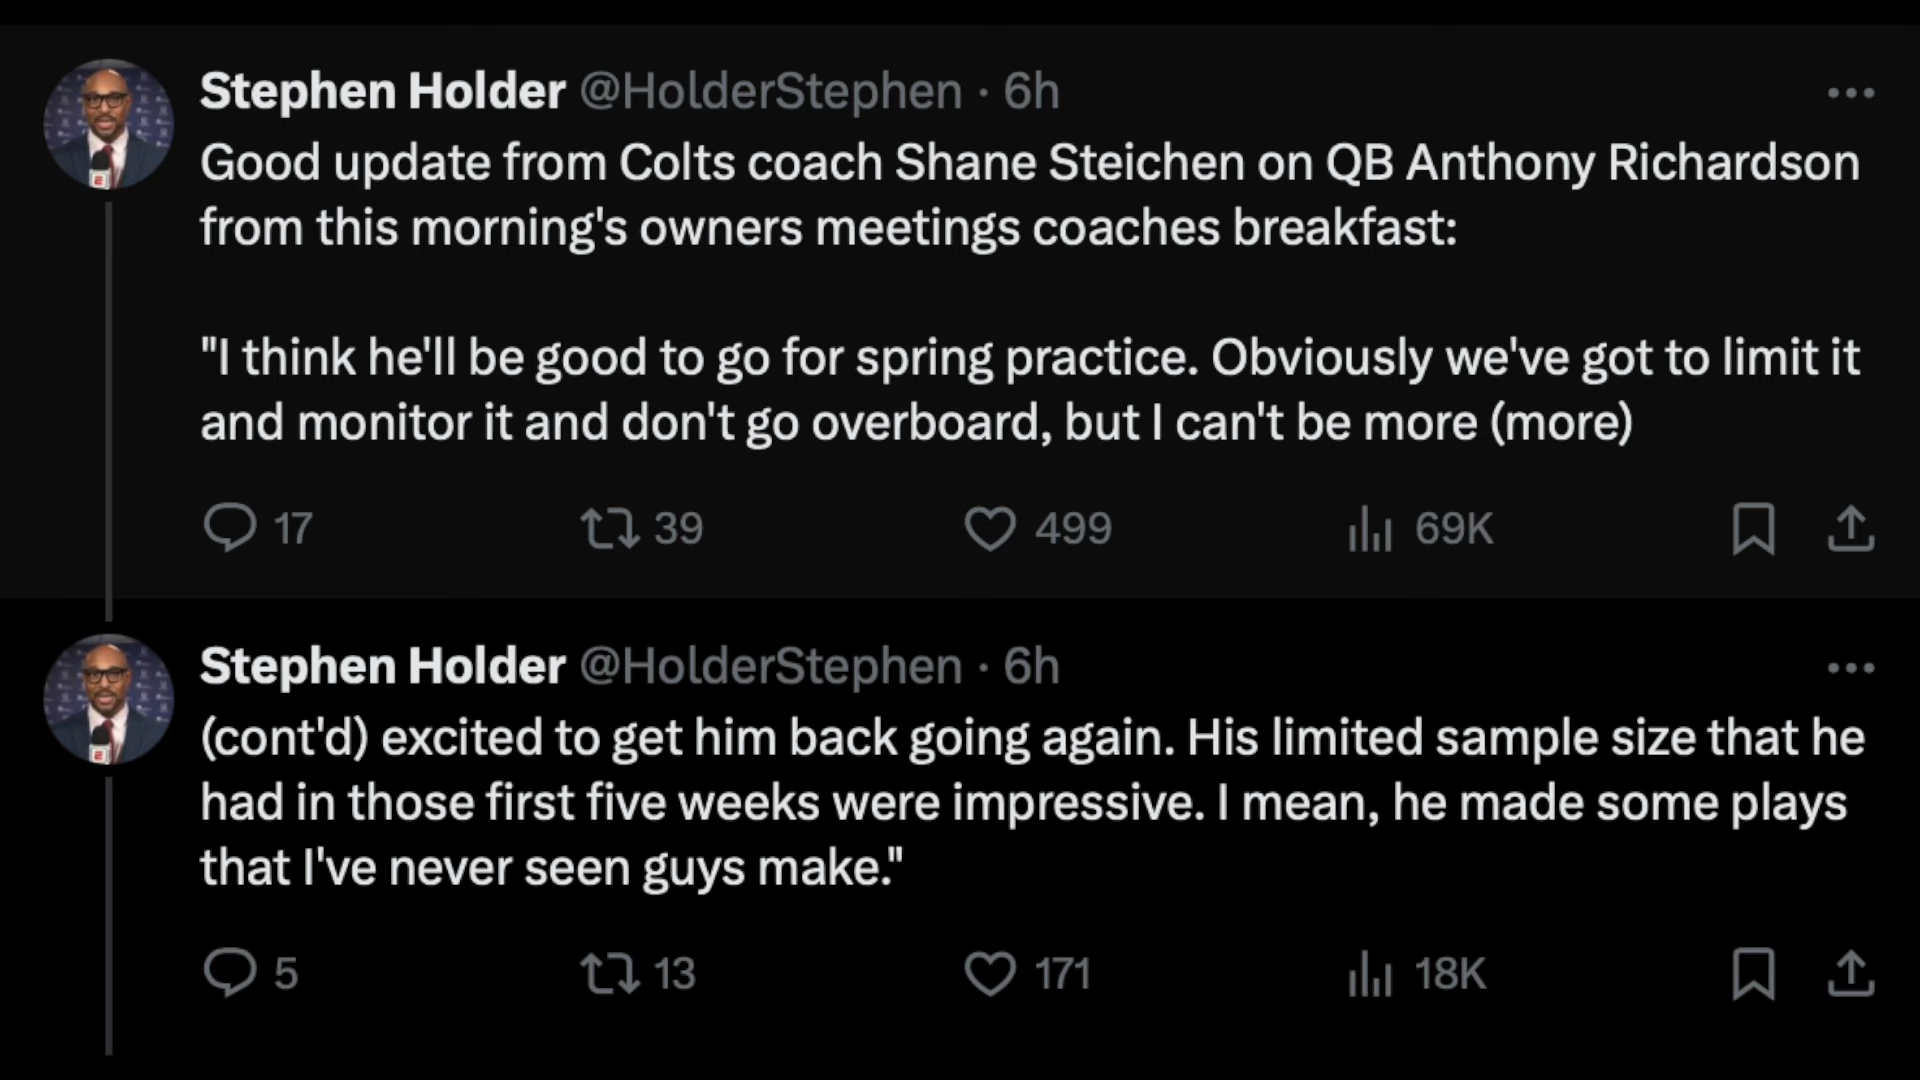 Stephen Holder @HolderStephen · 6h
Good update from Colts coach Shane Steichen on QB Anthony Richardson
from this morning's owners meetings coaches breakfast:
"I think he'll be good to go for spring practice. Obviously we've got to limit it
and monitor it and don't go overboard, but I can't be more (more)
17 39 499 69K
Stephen Holder @HolderStephen · 6h
(cont'd) excited to get him back going again. His limited sample size that he
had in those first five weeks were impressive. I mean, he made some plays
that I've never seen guys make."
5 13 171 18K